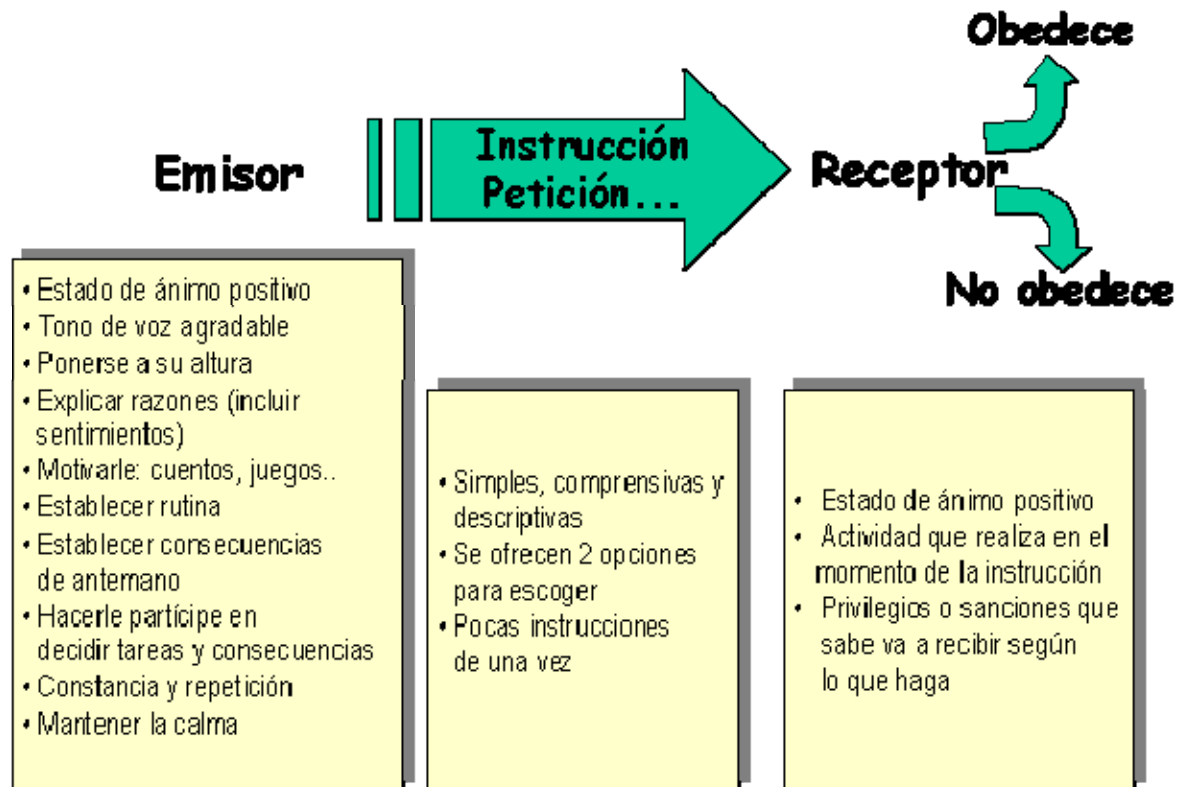 Obedece
Emisor
Instrucción
Petición...
Receptor
No obedece
• Estado de ánimo positivo
• Tono de voz agradable
• Ponerse a su altura
• Explicar razones (incluir
sentimientos)
• Motivarle: cuentos, juegos..
• Establecer rutina
• Establecer consecuencias
de antemano
• Hacerle partícipe en
decidir tareas y consecuencias
• Constancia y repetición
• Mantener la calma
• Simples, comprensivas y
descriptivas
• Se ofrecen 2 opciones
para escoger
• Pocas instrucciones
de una vez
• Estado de ánimo positivo
• Actividad que realiza en el
momento de la instrucción
• Privilegios o sanciones que
sabe va a recibir según
lo que haga